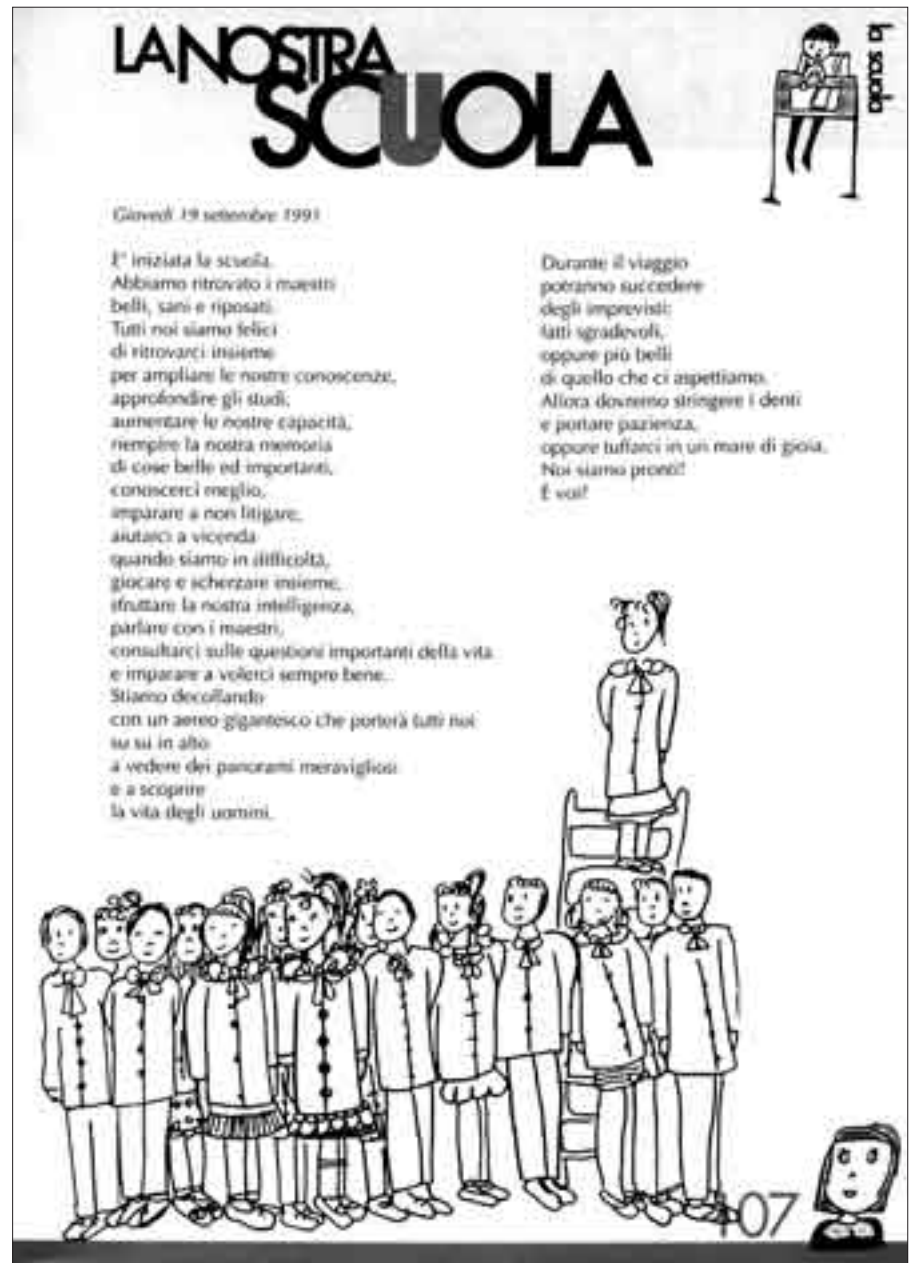 LA NOSTRA
SCUOLA
la scuola
Giovedì 19 settembre 1991
E' iniziata la scuola.
Abbiamo ritrovato i maestri
belli, sani e riposati.
Tutti noi siamo felici
di ritrovarci insieme
per ampliare le nostre conoscenze,
approfondire gli studi,
aumentare le nostre capacità,
riempire la nostra memoria
di cose belle ed importanti,
conoscerci meglio,
imparare a non litigare,
aiutarci a vicenda
quando siamo in difficoltà,
giocare e scherzare insieme,
sfruttare la nostra intelligenza,
parlare con i maestri,
consultarci sulle questioni importanti della vita
e imparare a volerci sempre bene.
Stiamo decollando
con un aereo gigantesco che porterà tutti noi
su su in alto
a vedere dei panorami meravigliosi
e a scoprire
la vita degli uomini.
Durante il viaggio
potranno succedere
degli imprevisti:
fatti sgradevoli,
oppure più belli
di quello che ci aspettiamo.
Allora dovremo stringere i denti
e portare pazienza,
oppure tuffarci in un mare di gioia.
Noi siamo pronti!
E voi?
107